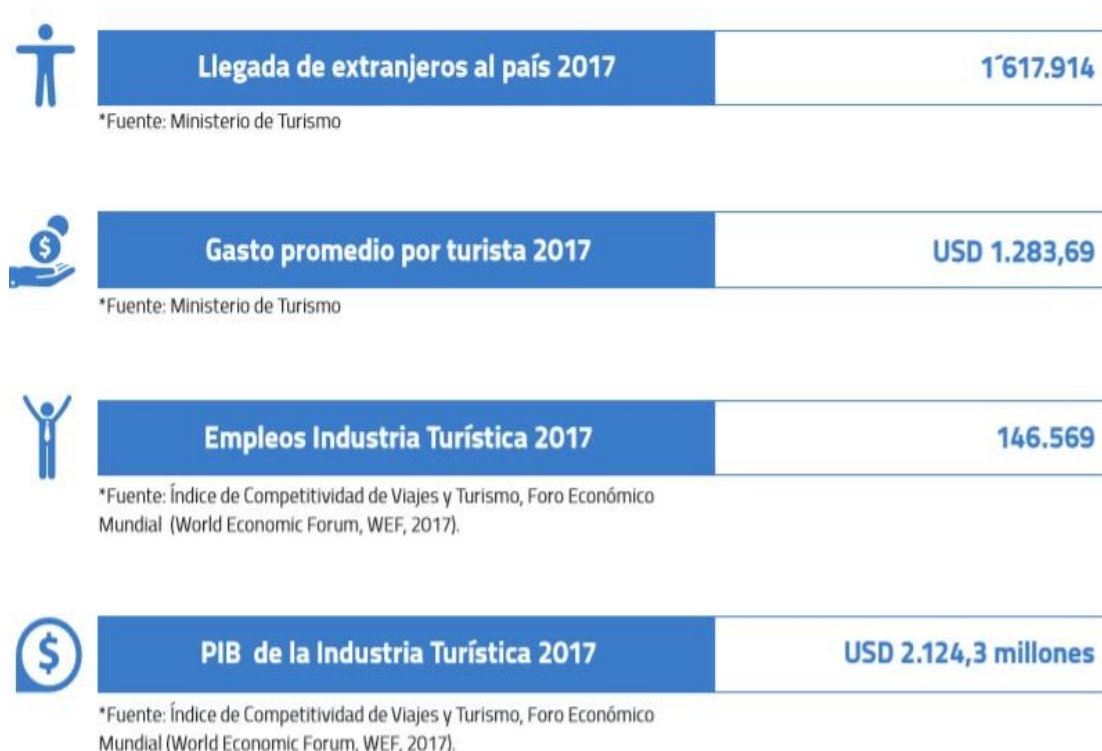 Llegada de extranjeros al país 2017
1´617.914
*Fuente: Ministerio de Turismo
$
Gasto promedio por turista 2017
USD 1.283,69
*Fuente: Ministerio de Turismo
Empleos Industria Turística 2017
146.569
*Fuente: Índice de Competitividad de Viajes y Turismo, Foro Económico
Mundial (World Economic Forum, WEF, 2017).
$
PIB de la Industria Turística 2017
USD 2.124,3 millones
*Fuente: Índice de Competitividad de Viajes y Turismo, Foro Económico
Mundial (World Economic Forum, WEF, 2017).